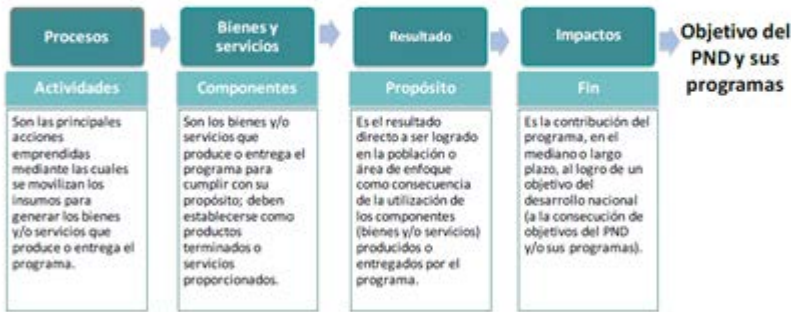 Procesos
Actividades
Son las principales
acciones
emprendidas
mediante las cuales
se movilizan los
insumos para
generar los bienes
y/o servicios que
produce o entrega el
programa.
Bienes y
servicios
Componentes
Son los bienes y/o
servicios que
produce o entrega el
programa para
cumplir con su
propósito; deben
establecerse como
productos
terminados o
servicios
proporcionados.
Resultado
Propósito
Es el resultado
directo a ser logrado
en la población o
área de enfoque
como consecuencia
de la utilización de
los componentes
(bienes y/o servicios)
producidos o
entregados por el
programa.
Impactos
Fin
Es la contribución del
programa, en el
mediano o largo
plazo, al logro de un
objetivo del
desarrollo nacional
(a la consecución de
objetivos del PND
y/o sus programas).
Objetivo del
PND y sus
programas